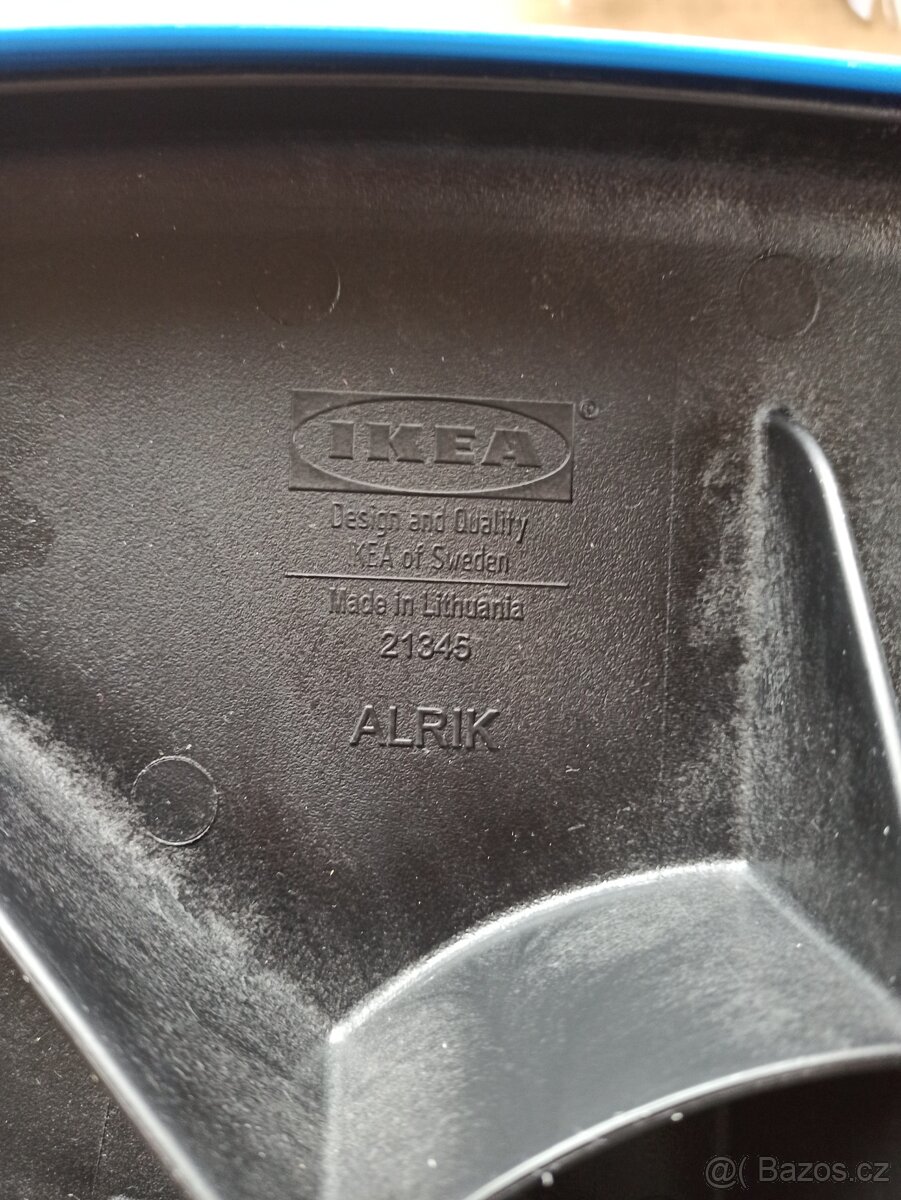 IKEA®
Design and Quality
IKEA of Sweden
Made in Lithuania
21345
ALRIK
@( Bazos.cz